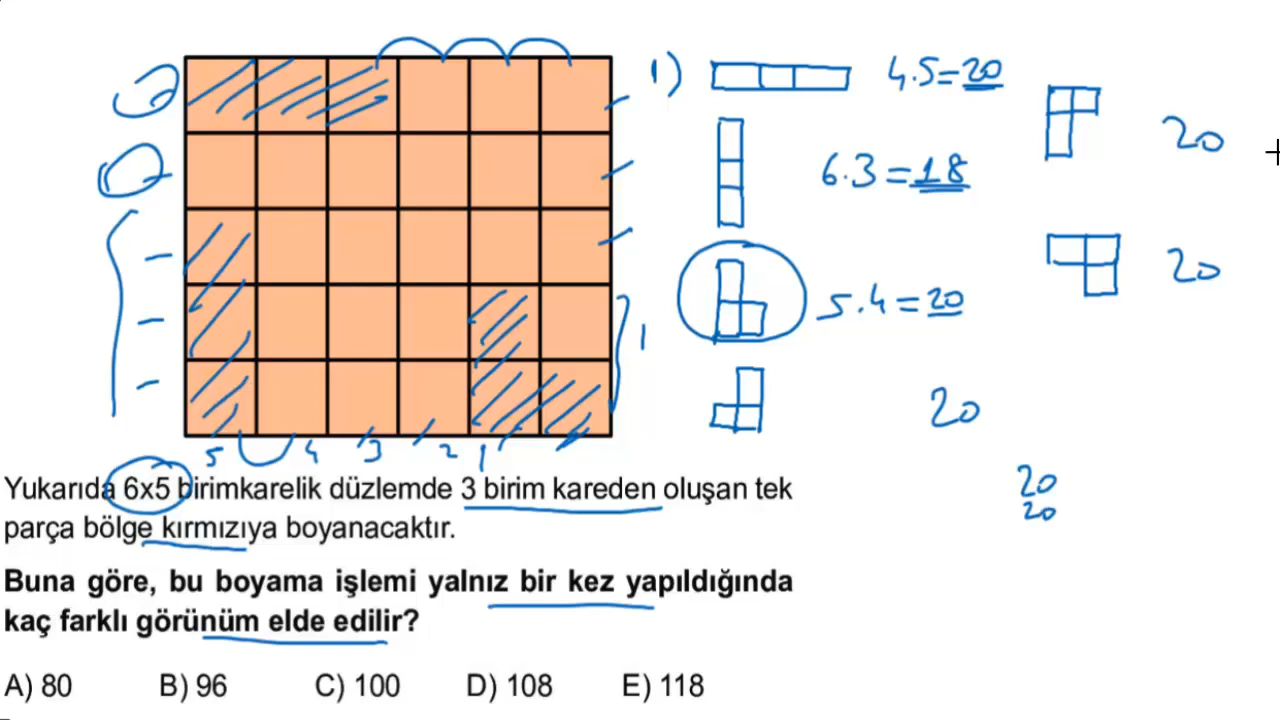 1) 4.5=20
20
6.3=18
20
5.4=20
20
1
5 4 3 2 1
20
20
Yukarıda 6x5 birimkarelik düzlemde 3 birim kareden oluşan tek
parça bölge kırmızıya boyanacaktır.
Buna göre, bu boyama işlemi yalnız bir kez yapıldığında
kaç farklı görünüm elde edilir?
A) 80 B) 96 C) 100 D) 108 E) 118